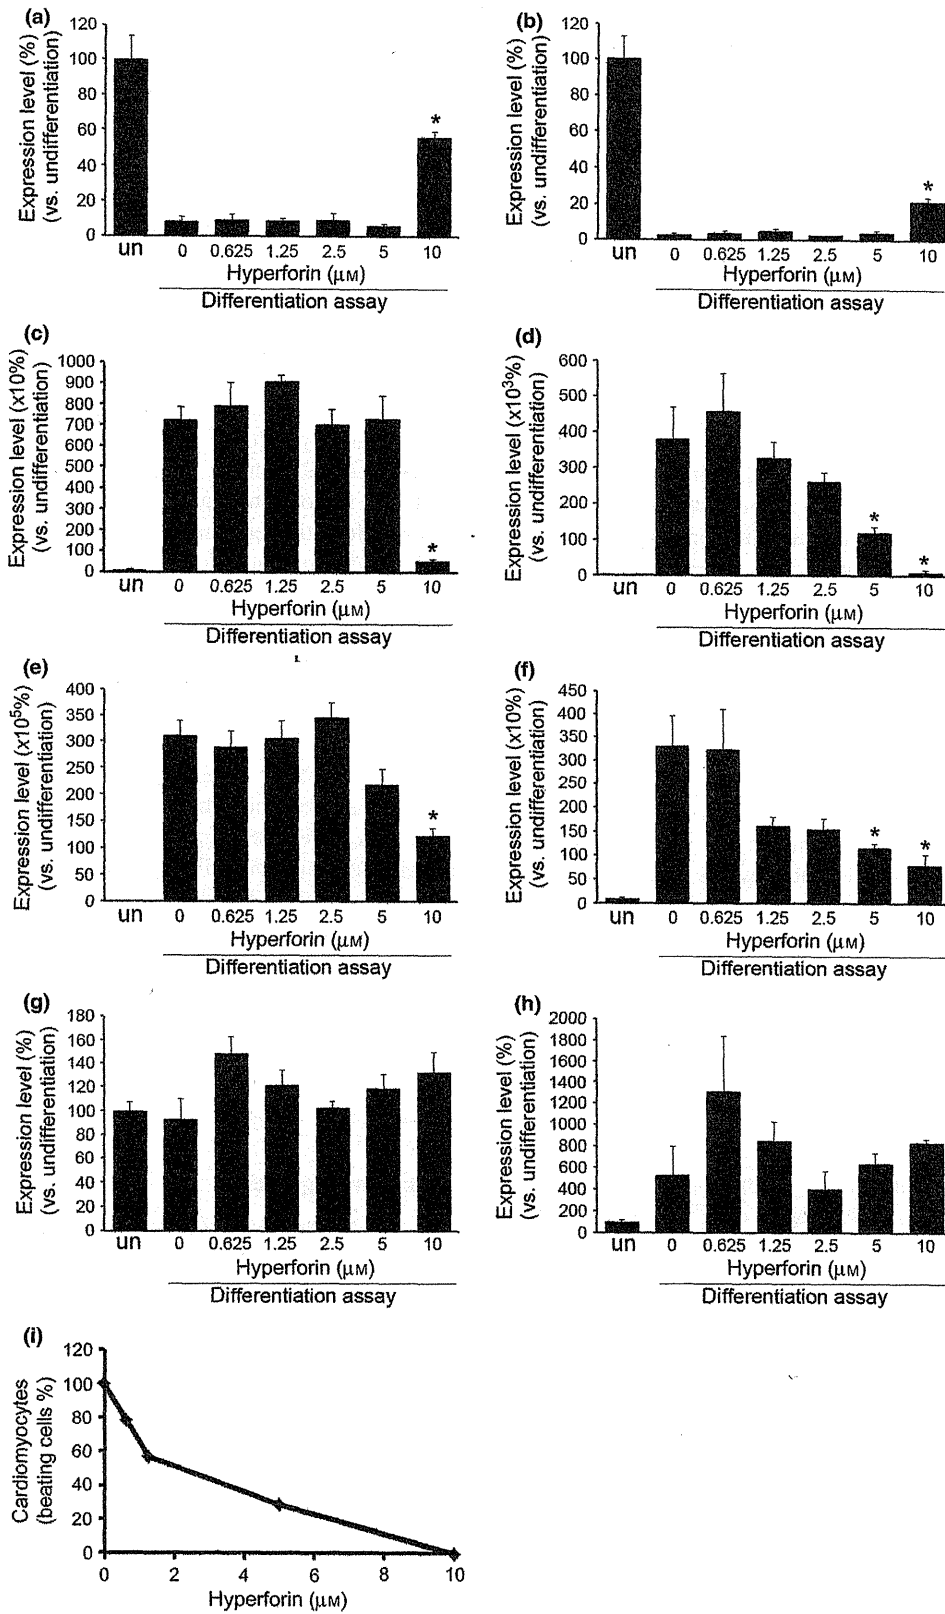 (a)
Expression level (%)
(vs. undifferentiation)
120
100
80
60
40
20
0
*
un 0 0.625 1.25 2.5 5 10
Hyperforin (μM)
Differentiation assay
(b)
Expression level (%)
(vs. undifferentiation)
120
100
80
60
40
20
0
*
un 0 0.625 1.25 2.5 5 10
Hyperforin (μM)
Differentiation assay
(c)
Expression level (x10%)
(vs. undifferentiation)
1000
900
800
700
600
500
400
300
200
100
0
*
un 0 0.625 1.25 2.5 5 10
Hyperforin (μM)
Differentiation assay
(d)
Expression level (x10³%)
(vs. undifferentiation)
600
500
400
300
200
100
0
* *
un 0 0.625 1.25 2.5 5 10
Hyperforin (μM)
Differentiation assay
(e)
Expression level (x10⁵%)
(vs. undifferentiation)
400
350
300
250
200
150
100
50
0
*
un 0 0.625 1.25 2.5 5 10
Hyperforin (μM)
Differentiation assay
(f)
Expression level (x10%)
(vs. undifferentiation)
450
400
350
300
250
200
150
100
50
0
* *
un 0 0.625 1.25 2.5 5 10
Hyperforin (μM)
Differentiation assay
(g)
Expression level (%)
(vs. undifferentiation)
180
160
140
120
100
80
60
40
20
0
un 0 0.625 1.25 2.5 5 10
Hyperforin (μM)
Differentiation assay
(h)
Expression level (%)
(vs. undifferentiation)
2000
1800
1600
1400
1200
1000
800
600
400
200
0
un 0 0.625 1.25 2.5 5 10
Hyperforin (μM)
Differentiation assay
(i)
Cardiomyocytes
(beating cells %)
120
100
80
60
40
20
0
0 2 4 6 8 10
Hyperforin (μM)